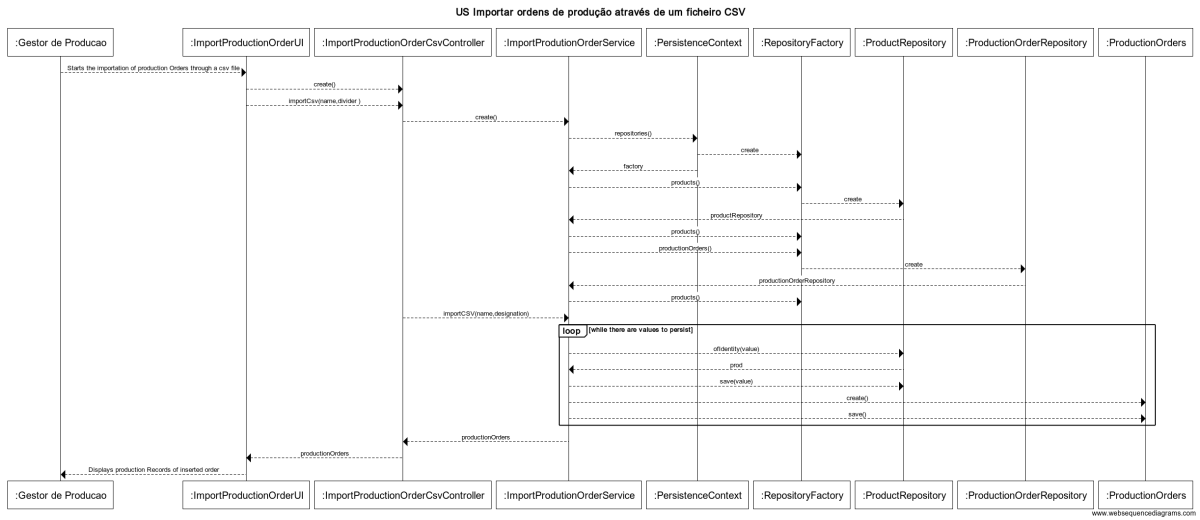 US Importar ordens de produção através de um ficheiro CSV
:Gestor de Producao
:ImportProductionOrderUI
:ImportProductionOrderCsvController
:ImportProdutionOrderService
:PersistenceContext
:RepositoryFactory
:ProductRepository
:ProductionOrderRepository
:ProductionOrders
Starts the importation of production Orders through a csv file
create()
importCsv(name,divider )
create()
repositories()
create
factory
products()
create
productRepository
products()
productionOrders()
create
productionOrderRepository
products()
importCSV(name,designation)
loop [while there are values to persist]
ofIdentity(value)
prod
save(value)
create()
save()
productionOrders
productionOrders
Displays production Records of inserted order
:Gestor de Producao
:ImportProductionOrderUI
:ImportProductionOrderCsvController
:ImportProdutionOrderService
:PersistenceContext
:RepositoryFactory
:ProductRepository
:ProductionOrderRepository
:ProductionOrders
www.websequencediagrams.com